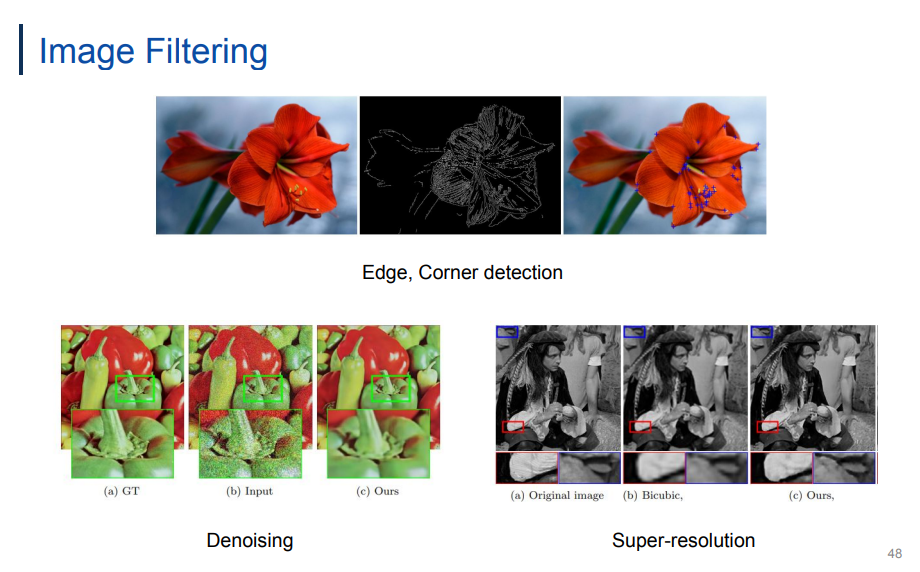 Image Filtering
Edge, Corner detection
(a) GT
(b) Input
(c) Ours
(a) Original image
(b) Bicubic,
(c) Ours,
Denoising
Super-resolution
48